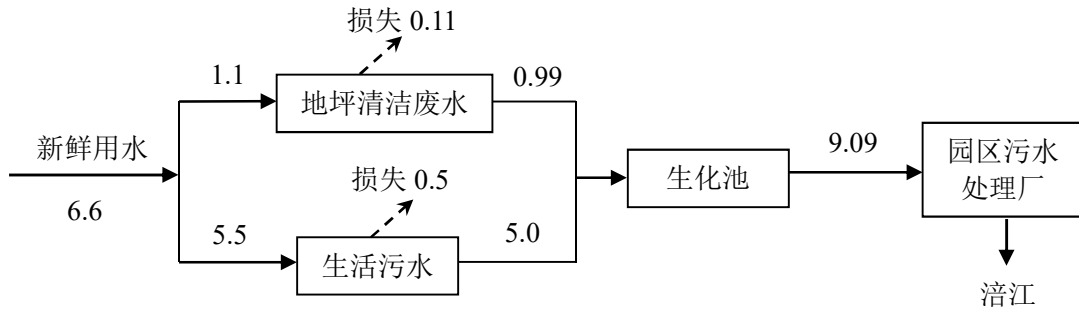 损失 0.11
1.1
地坪清洁废水
0.99
新鲜用水
6.6
损失 0.5
5.5
生活污水
5.0
生化池
9.09
园区污水
处理厂
涪江